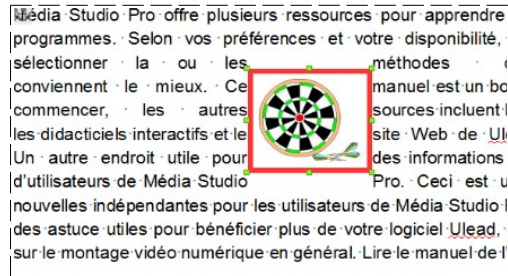 Média Studio Pro offre plusieurs ressources pour apprendre
programmes. Selon vos préférences et votre disponibilité,
sélectionner la ou les méthodes
conviennent le mieux. Ce manuel est un
comencer, les autres sources incluent
les didacticiels interactifs et le site Web de
Un autre endroit utile pour des informations
d'utilisateurs de Média Studio Pro. Ceci est
nouvelles indépendantes pour les utilisateurs de Média Studio
des astuce utiles pour bénéficier plus de votre logiciel Ulead,
sur le montage vidéo numérique en général. Lire le manuel de